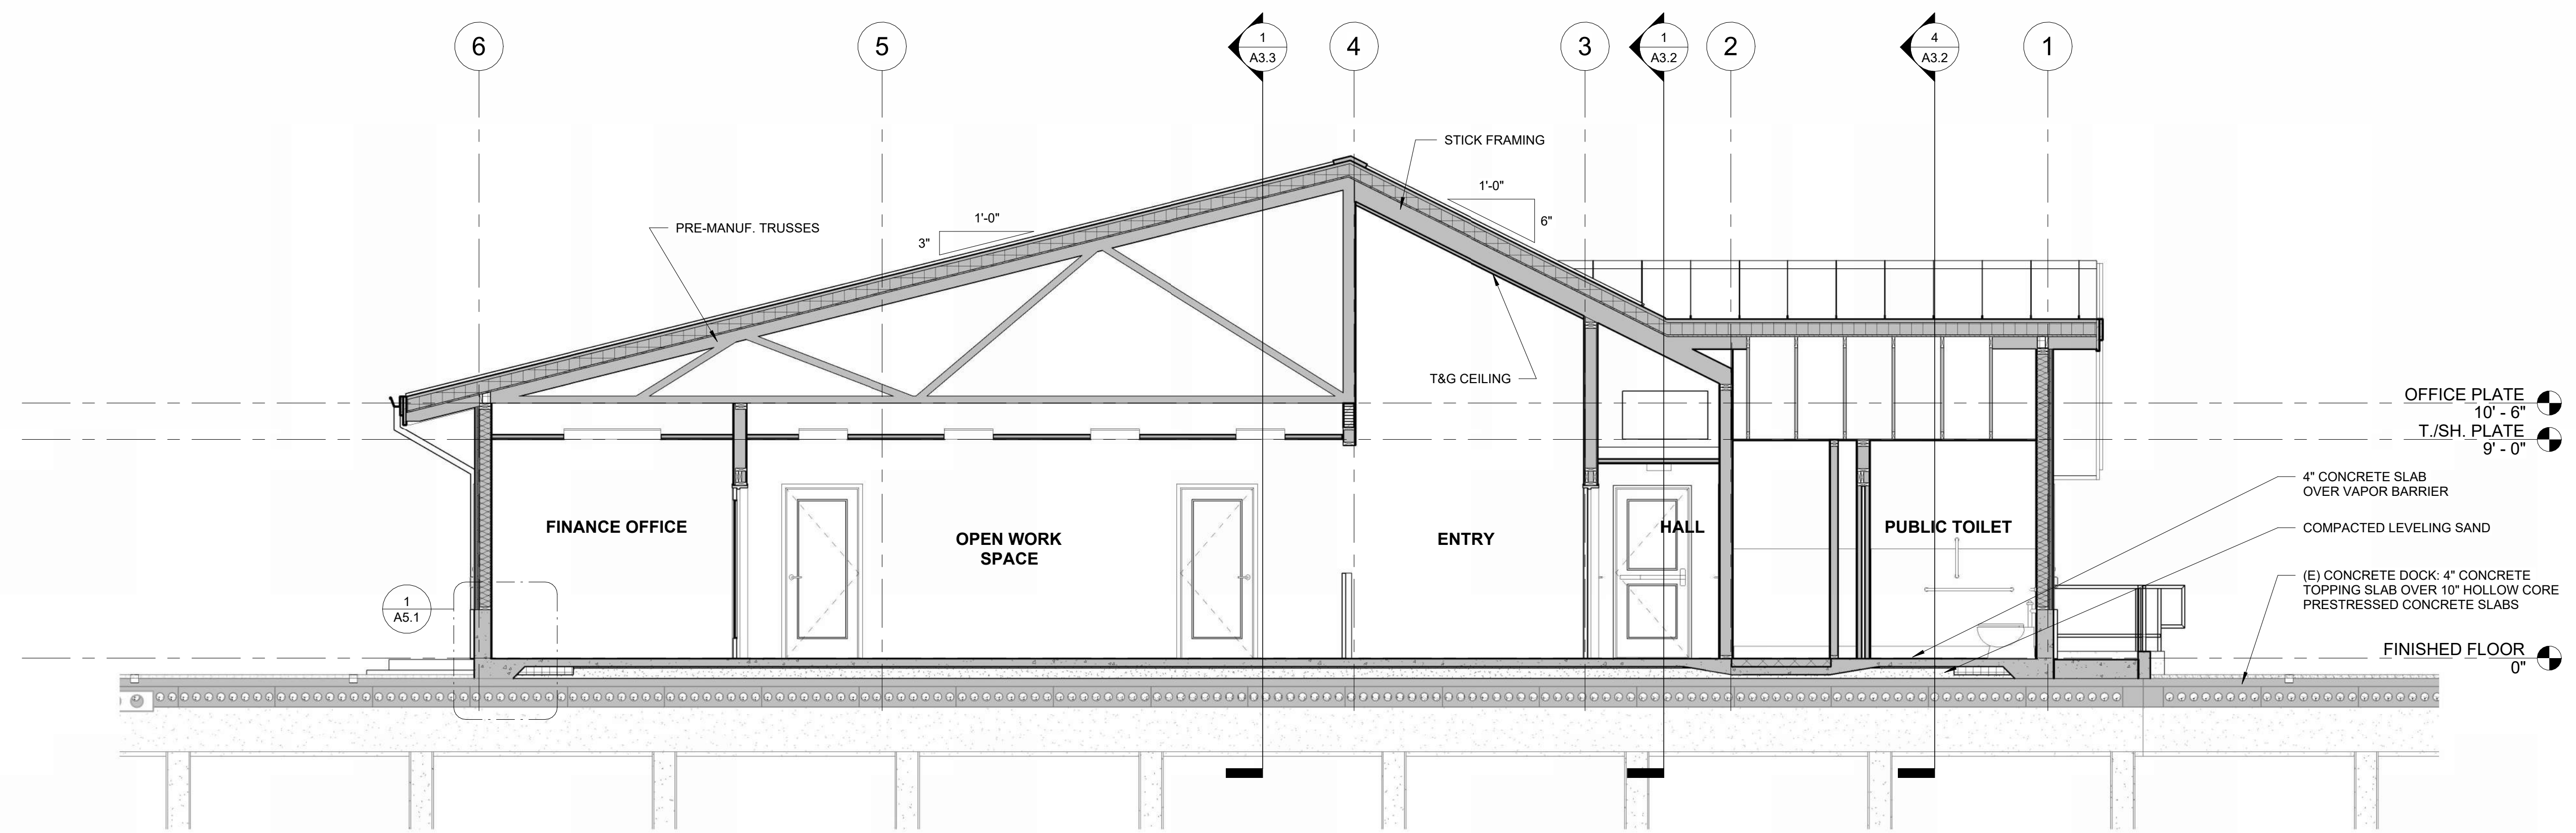 6
5
1
A3.3
4
3
1
A3.2
2
4
A3.2
1
STICK FRAMING
1'-0"
6"
1'-0"
3"
PRE-MANUF. TRUSSES
T&G CEILING
OFFICE PLATE
10' - 6"
T./SH. PLATE
9' - 0"
4" CONCRETE SLAB
OVER VAPOR BARRIER
COMPACTED LEVELING SAND
(E) CONCRETE DOCK: 4" CONCRETE
TOPPING SLAB OVER 10" HOLLOW CORE
PRESTRESSED CONCRETE SLABS
FINISHED FLOOR
0"
FINANCE OFFICE
OPEN WORK
SPACE
ENTRY
HALL
PUBLIC TOILET
1
A5.1